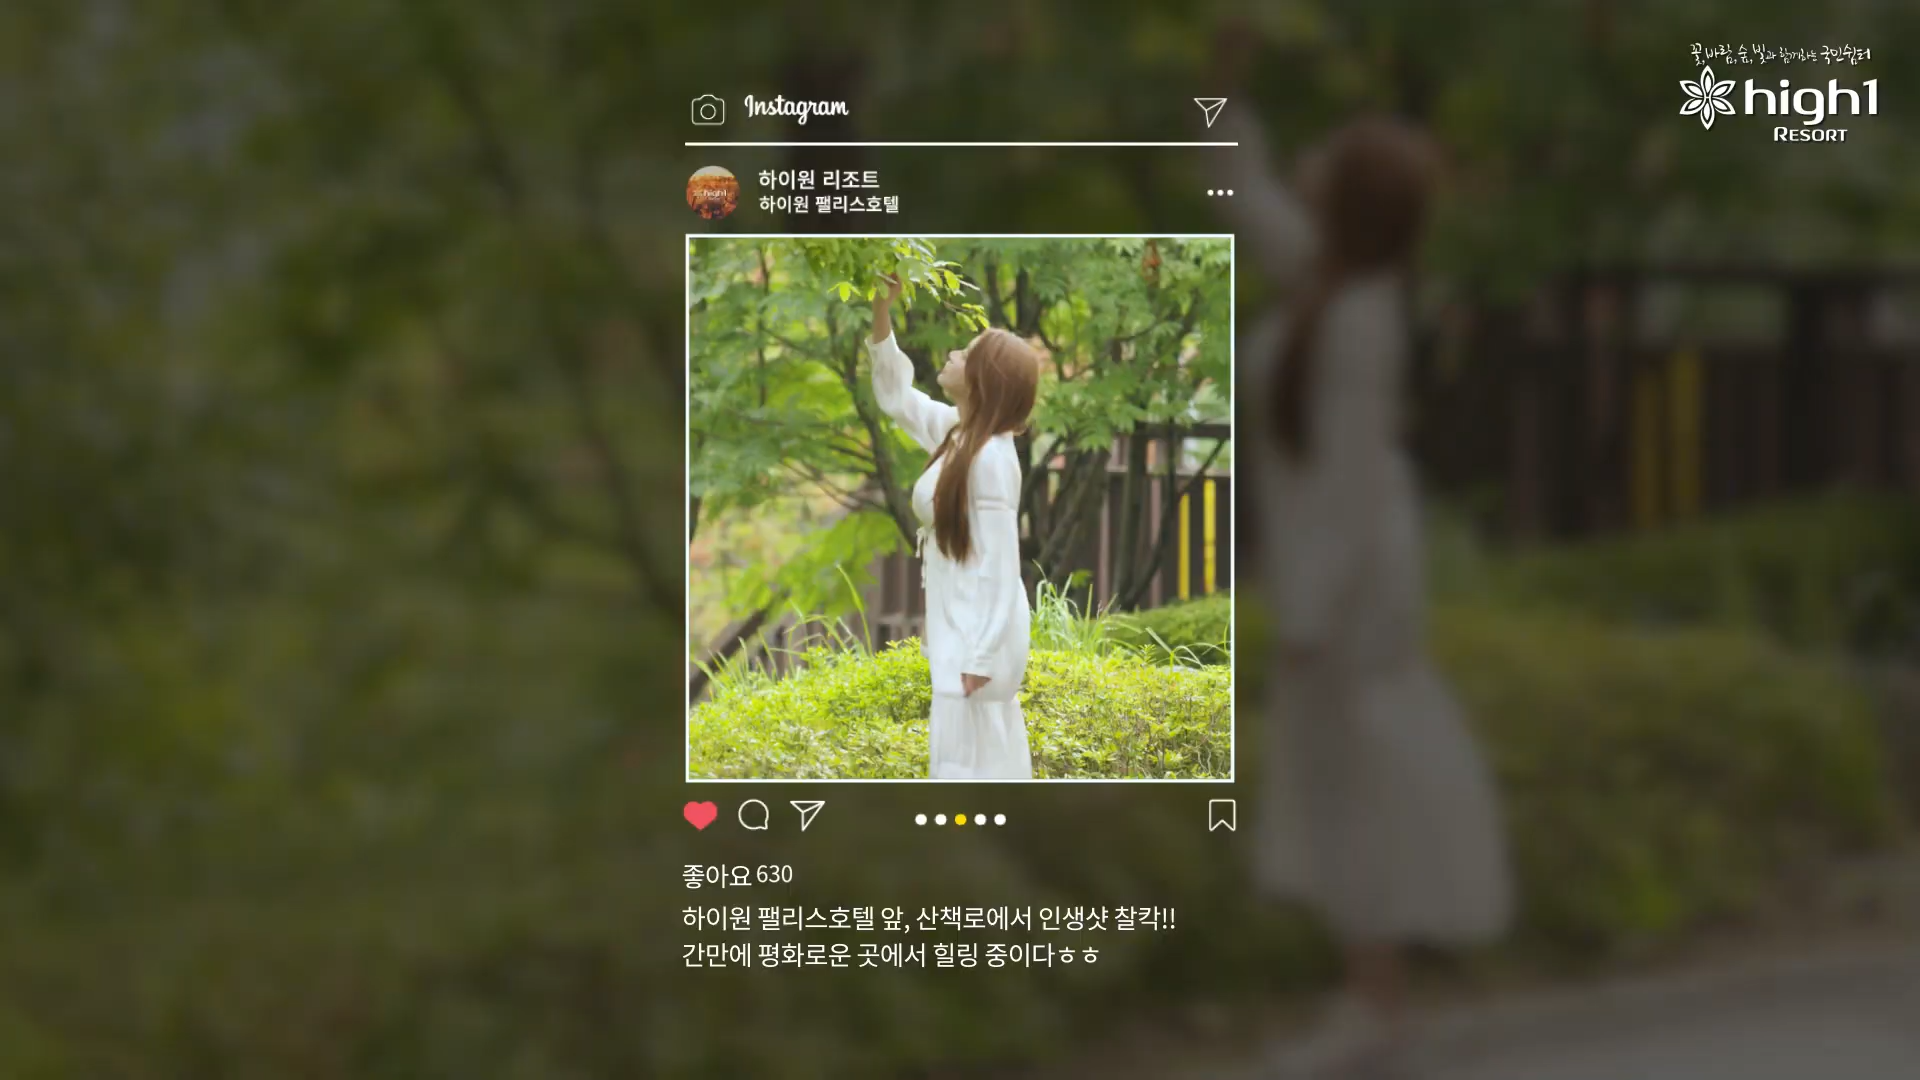 꽃, 바람, 숲, 빛과 함께하는 국민쉼터
high1
RESORT
Instagram
하이원 리조트
하이원 팰리스호텔
high1
좋아요 630
하이원 팰리스호텔 앞, 산책로에서 인생샷 찰칵!!
간만에 평화로운 곳에서 힐링 중이다ㅎㅎ